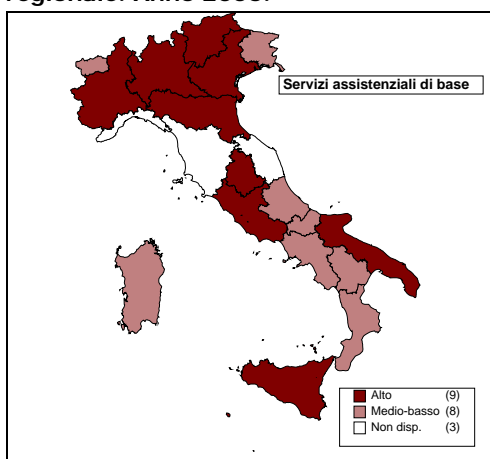 regionale. Anno 2005.
Servizi assistenziali di base
Alto (9)
Medio-basso (8)
Non disp. (3)